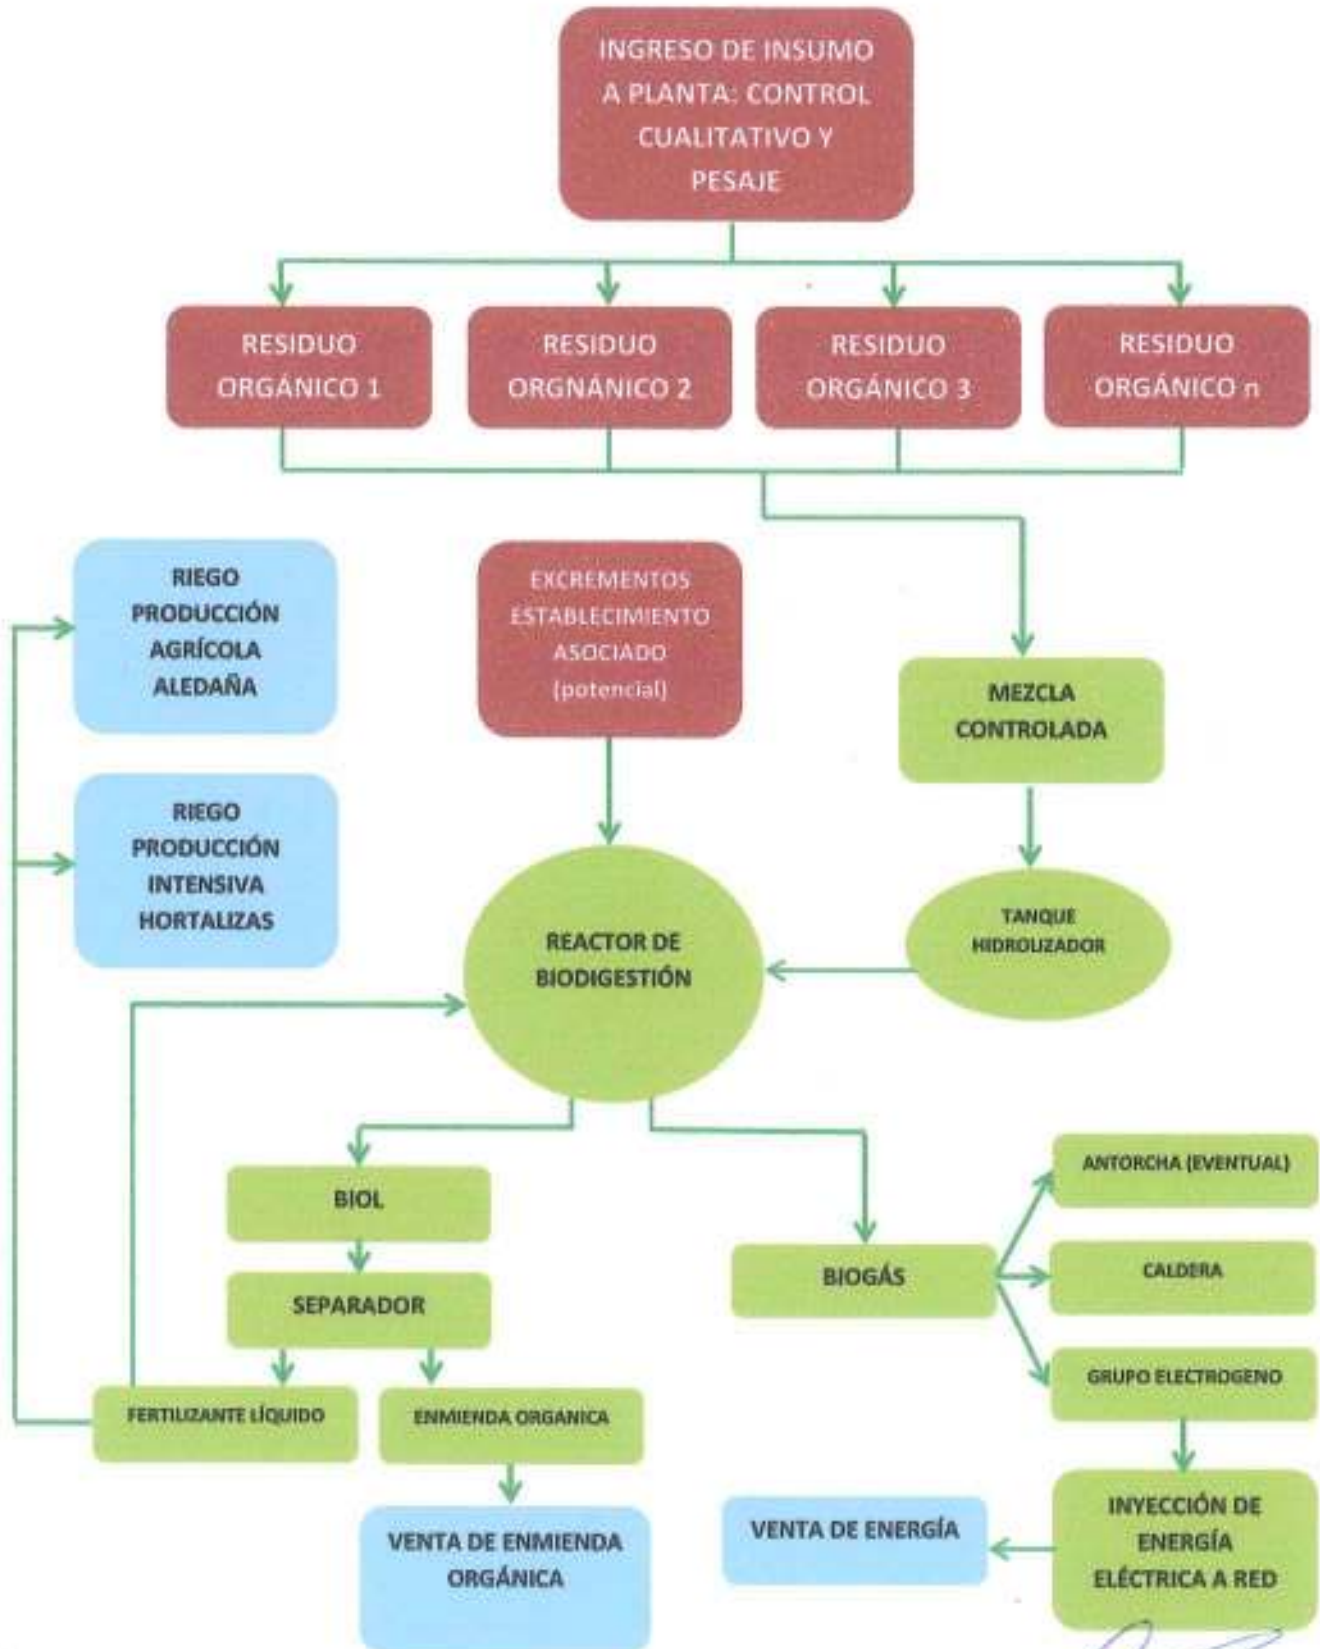 INGRESO DE INSUMO
A PLANTA: CONTROL
CUALITATIVO Y
PESAJE
RESIDUO
ORGÁNICO 1
RESIDUO
ORGNÁNICO 2
RESIDUO
ORGÁNICO 3
RESIDUO
ORGÁNICO n
RIEGO
PRODUCCIÓN
AGRÍCOLA
ALEDAÑA
EXCREMENTOS
ESTABLECIMIENTO
ASOCIADO
(potencial)
MEZCLA
CONTROLADA
RIEGO
PRODUCCIÓN
INTENSIVA
HORTALIZAS
REACTOR DE
BIODIGESTIÓN
TANQUE
HIDROLIZADOR
BIOL
SEPARADOR
FERTILIZANTE LÍQUIDO
ENMIENDA ORGANICA
VENTA DE ENMIENDA
ORGÁNICA
BIOGÁS
ANTORCHA (EVENTUAL)
CALDERA
GRUPO ELECTROGENO
INYECCIÓN DE
ENERGÍA
ELÉCTRICA A RED
VENTA DE ENERGÍA